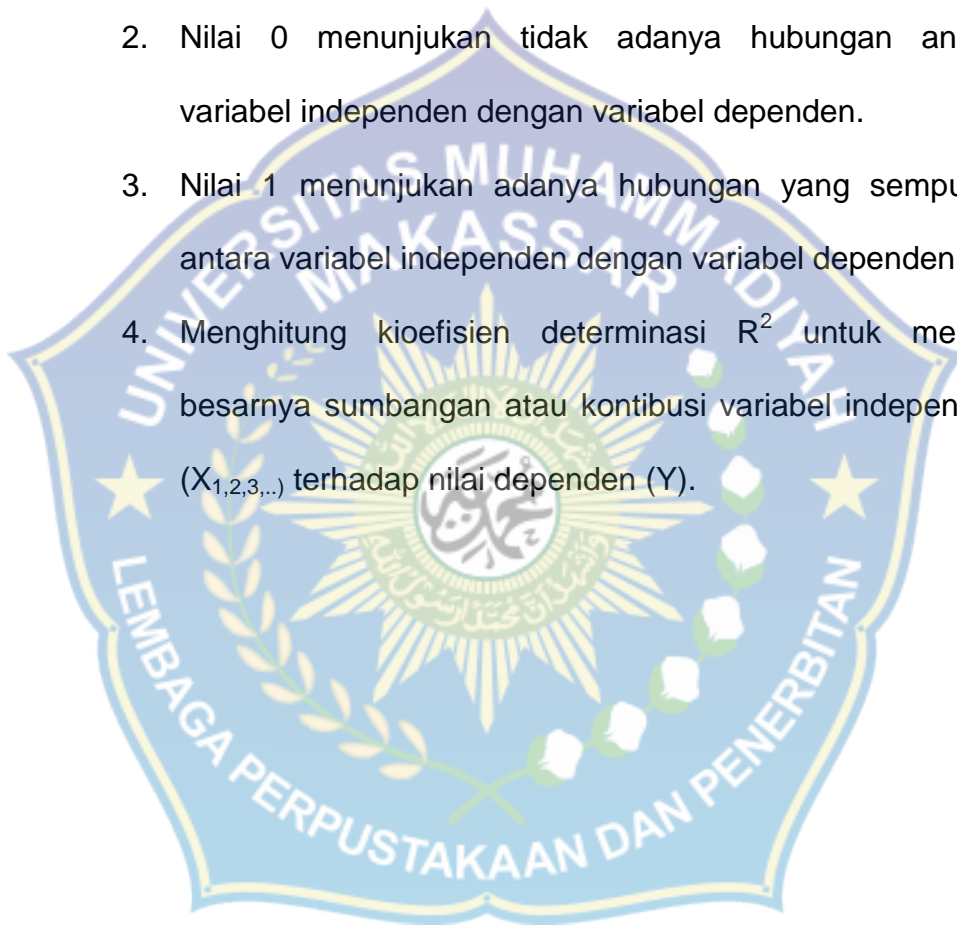 2. Nilai 0 menunjukan tidak adanya hubungan an
variabel independen dengan variabel dependen.
3. Nilai 1 menunjukan adanya hubungan yang sempu
antara variabel independen dengan variabel dependen
4. Menghitung kioefisien determinasi R² untuk me
besarnya sumbangan atau kontibusi variabel indepen
(X₁,₂,₃,..) terhadap nilai dependen (Y).
UNIVERSITAS MUHAMMADIYAH
MAKASSAR
LEMBAGA PERPUSTAKAAN DAN PENERBITAN